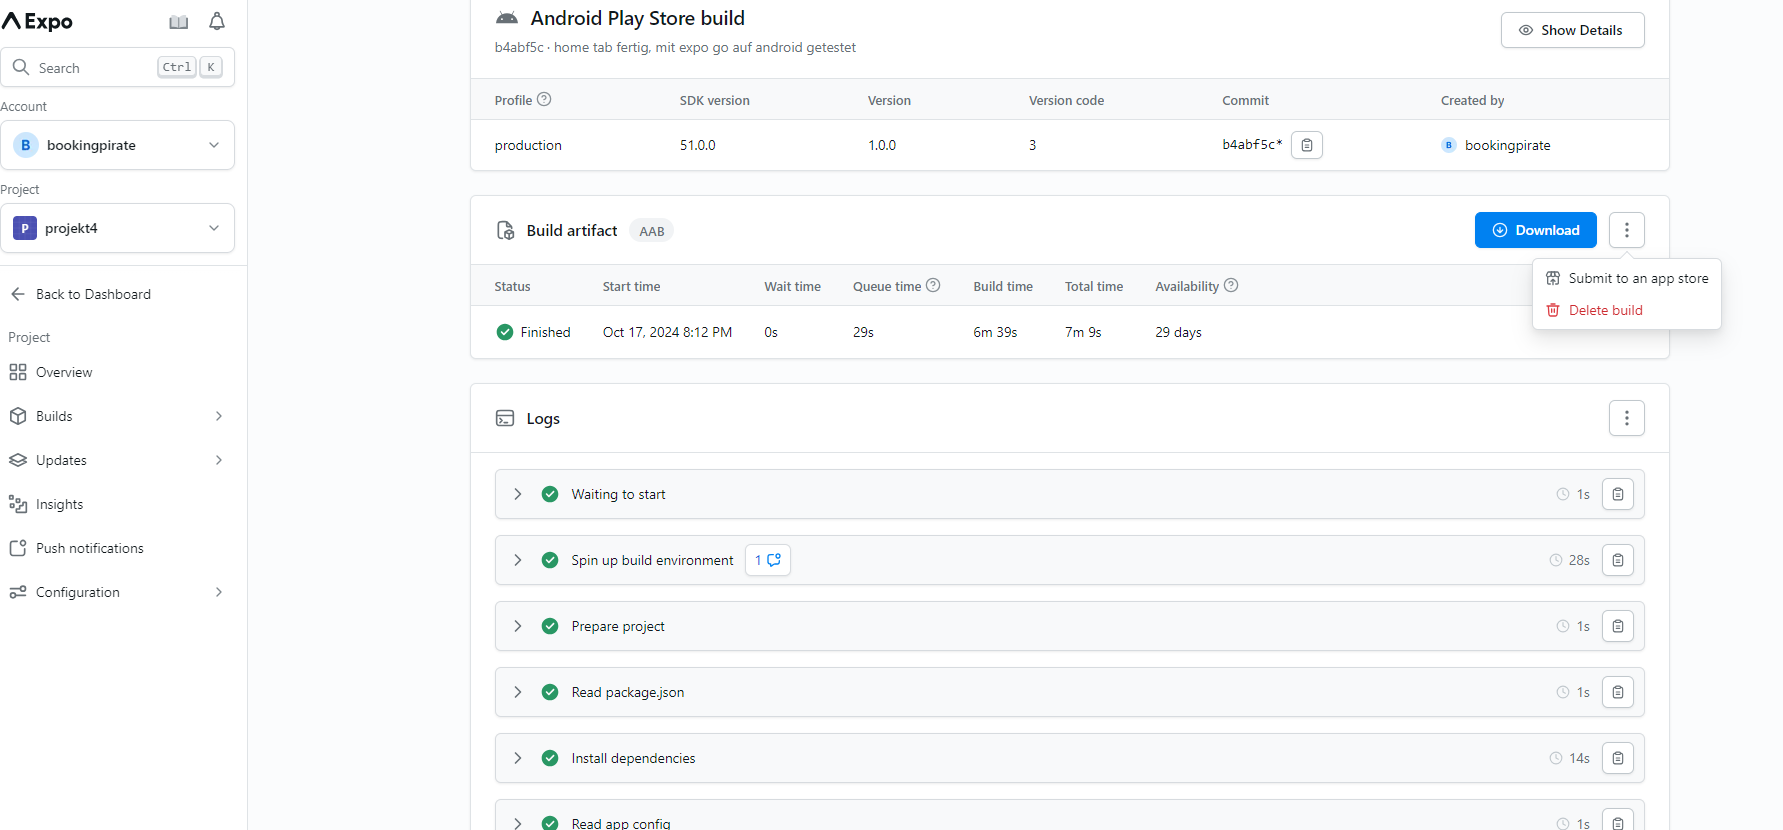 Expo
Search Ctrl K
Account
B bookingpirate
Project
P projekt4
Back to Dashboard
Project
Overview
Builds
Updates
Insights
Push notifications
Configuration
Android Play Store build
b4abf5c · home tab fertig, mit expo go auf android getestet
Show Details
Profile SDK version Version Version code Commit Created by
production 51.0.0 1.0.0 3 b4abf5c* B bookingpirate
Build artifact AAB
Download
Submit to an app store
Delete build
Status Start time Wait time Queue time Build time Total time Availability
Finished Oct 17, 2024 8:12 PM 0s 29s 6m 39s 7m 9s 29 days
Logs
Waiting to start 1s
Spin up build environment 1 28s
Prepare project 1s
Read package.json 1s
Install dependencies 14s
Read app config 1s